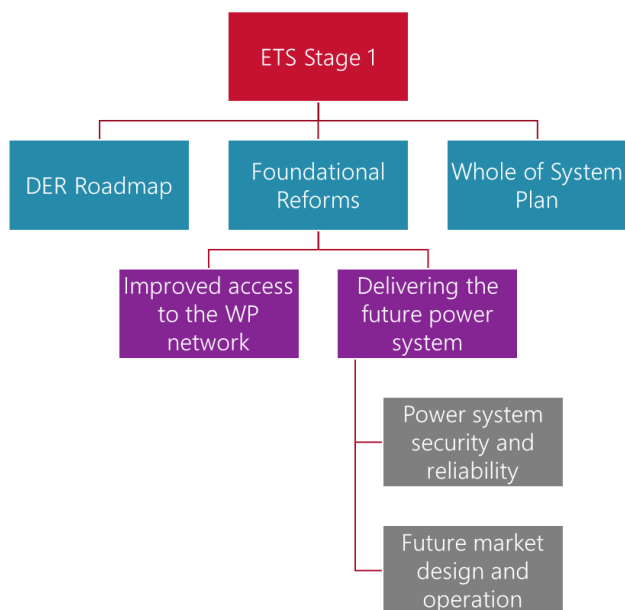 ETS Stage 1
DER Roadmap
Foundational
Reforms
Whole of System
Plan
Improved access
to the WP
network
Delivering the
future power
system
Power system
security and
reliability
Future market
design and
operation